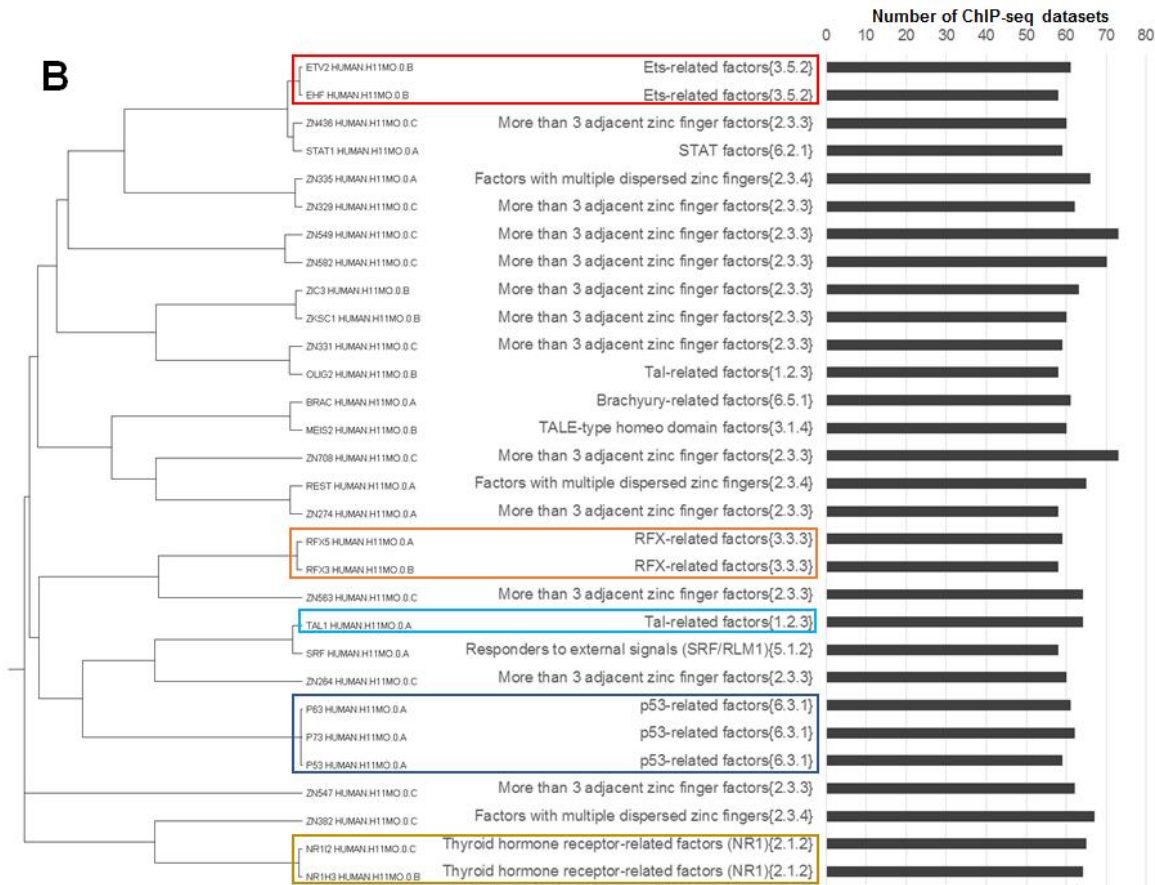 Number of ChIP-seq datasets
0 10 20 30 40 50 60 70 80
B
ETV2 HUMAN.H11MO.0.B Ets-related factors{3.5.2}
EHF HUMAN.H11MO.0.B Ets-related factors{3.5.2}
ZN436 HUMAN.H11MO.0.C More than 3 adjacent zinc finger factors{2.3.3}
STAT1 HUMAN.H11MO.0.A STAT factors{6.2.1}
ZN335 HUMAN.H11MO.0.A Factors with multiple dispersed zinc fingers{2.3.4}
ZN329 HUMAN.H11MO.0.C More than 3 adjacent zinc finger factors{2.3.3}
ZN549 HUMAN.H11MO.0.C More than 3 adjacent zinc finger factors{2.3.3}
ZN582 HUMAN.H11MO.0.C More than 3 adjacent zinc finger factors{2.3.3}
ZIC3 HUMAN.H11MO.0.B More than 3 adjacent zinc finger factors{2.3.3}
ZKSC1 HUMAN.H11MO.0.B More than 3 adjacent zinc finger factors{2.3.3}
ZN331 HUMAN.H11MO.0.C More than 3 adjacent zinc finger factors{2.3.3}
OLIG2 HUMAN.H11MO.0.B Tal-related factors{1.2.3}
BRAC HUMAN.H11MO.0.A Brachyury-related factors{6.5.1}
MEIS2 HUMAN.H11MO.0.B TALE-type homeo domain factors{3.1.4}
ZN708 HUMAN.H11MO.0.C More than 3 adjacent zinc finger factors{2.3.3}
REST HUMAN.H11MO.0.A Factors with multiple dispersed zinc fingers{2.3.4}
ZN274 HUMAN.H11MO.0.A More than 3 adjacent zinc finger factors{2.3.3}
RFX5 HUMAN.H11MO.0.A RFX-related factors{3.3.3}
RFX3 HUMAN.H11MO.0.B RFX-related factors{3.3.3}
ZN563 HUMAN.H11MO.0.C More than 3 adjacent zinc finger factors{2.3.3}
TAL1 HUMAN.H11MO.0.A Tal-related factors{1.2.3}
SRF HUMAN.H11MO.0.A Responders to external signals (SRF/RLM1){5.1.2}
ZN264 HUMAN.H11MO.0.C More than 3 adjacent zinc finger factors{2.3.3}
P63 HUMAN.H11MO.0.A p53-related factors{6.3.1}
P73 HUMAN.H11MO.0.A p53-related factors{6.3.1}
P53 HUMAN.H11MO.0.A p53-related factors{6.3.1}
ZN547 HUMAN.H11MO.0.C More than 3 adjacent zinc finger factors{2.3.3}
ZN382 HUMAN.H11MO.0.C Factors with multiple dispersed zinc fingers{2.3.4}
NR1I2 HUMAN.H11MO.0.C Thyroid hormone receptor-related factors (NR1){2.1.2}
NR1H3 HUMAN.H11MO.0.B Thyroid hormone receptor-related factors (NR1){2.1.2}